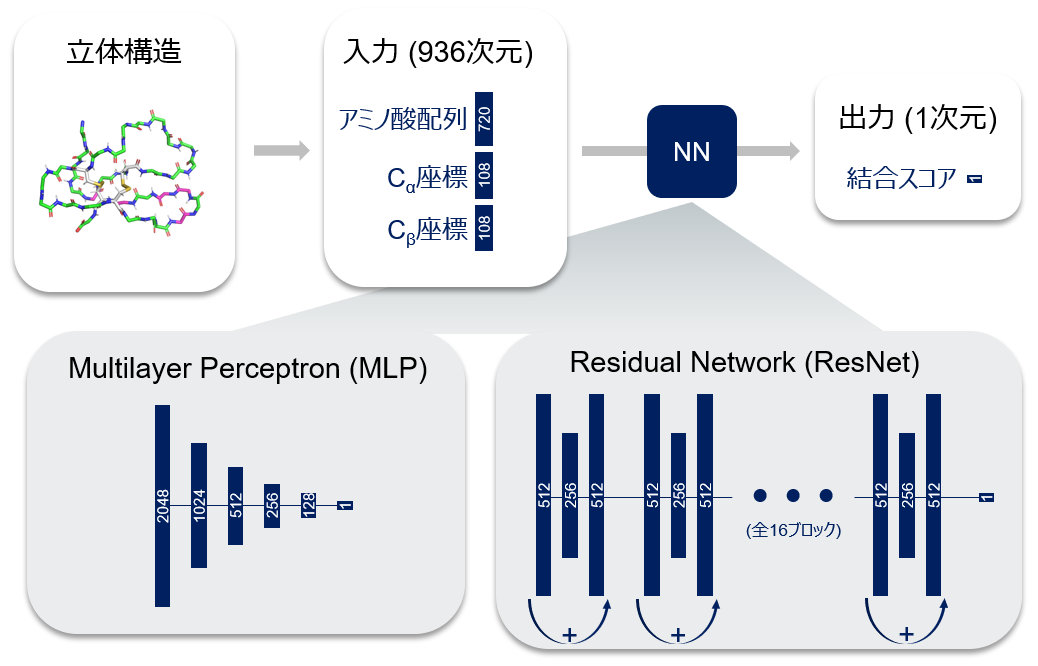 立体構造
入力 (936次元)
アミノ酸配列 720
Cα座標 108
Cβ座標 108
NN
出力 (1次元)
結合スコア 1
Multilayer Perceptron (MLP)
2048 1024 512 256 128 1
Residual Network (ResNet)
512 256 512 512 256 512 512 256 512 1
(全16ブロック)
+ + +